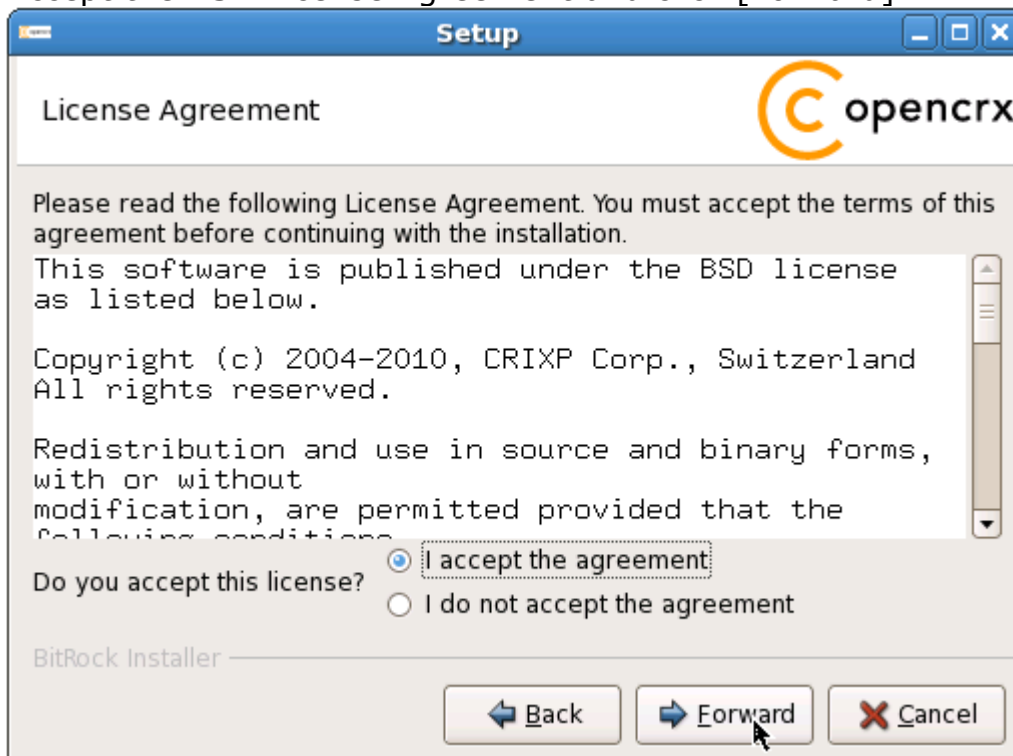 Setup
License Agreement
opencrx
Please read the following License Agreement. You must accept the terms of this
agreement before continuing with the installation.
This software is published under the BSD license
as listed below.
Copyright (c) 2004-2010, CRIXP Corp., Switzerland
All rights reserved.
Redistribution and use in source and binary forms,
with or without
modification, are permitted provided that the
following conditions
Do you accept this license?
I accept the agreement
I do not accept the agreement
BitRock Installer
Back
Forward
Cancel